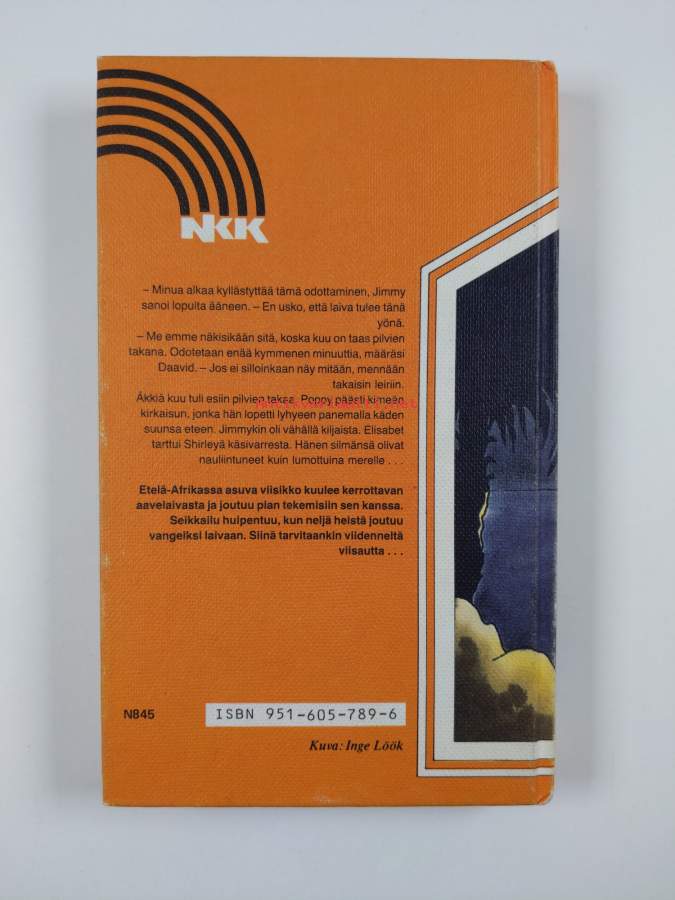 NKK
– Minua alkaa kyllästyttää tämä odottaminen, Jimmy
sanoi lopulta ääneen. – En usko, että laiva tulee tänä
yönä.
– Me emme näkisikään sitä, koska kuu on taas pilvien
takana. Odotetaan enää kymmenen minuuttia, määräsi
Daavid. – Jos ei silloinkaan näy mitään, mennään
takaisin leiriin.
Äkkiä kuu tuli esiin pilvien takaa. Poppy päästi kimeän
kirkaisun, jonka hän lopetti lyhyeen panemalla käden
suunsa eteen. Jimmykin oli vähällä kiljaista. Elisabet
tarttui Shirleyä käsivarresta. Hänen silmänsä olivat
nauliintuneet kuin lumottuina merelle . . .
Etelä-Afrikassa asuva viisikko kuulee kerrottavan
aavelaivasta ja joutuu pian tekemisiin sen kanssa.
Seikkailu huipentuu, kun neljä heistä joutuu
vangeiksi laivaan. Siinä tarvitaankin viidenneltä
viisautta . . .
N845
ISBN 951-605-789-6
Kuva: Inge Löök